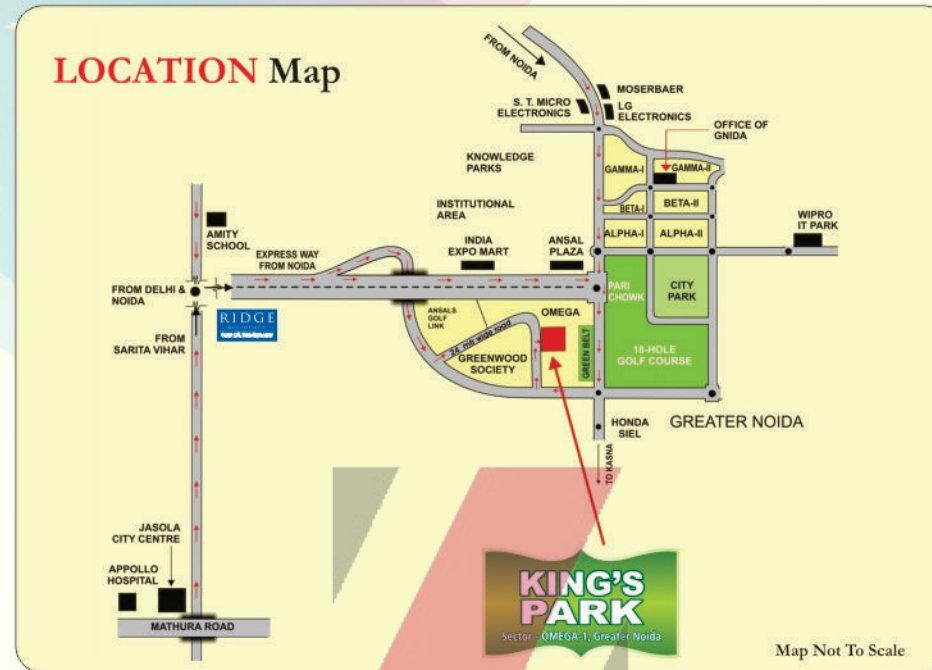 LOCATION Map
FROM NOIDA
MOSERBAER
S. T. MICRO
ELECTRONICS
LG
ELECTRONICS
OFFICE OF
GNIDA
KNOWLEDGE
PARKS
GAMMA-I
GAMMA-II
INSTITUTIONAL
AREA
BETA-I
BETA-II
AMITY
SCHOOL
ALPHA-I
ALPHA-II
WIPRO
IT PARK
EXPRESS WAY
FROM NOIDA
INDIA
EXPO MART
ANSAL
PLAZA
FROM DELHI &
NOIDA
PARI
CHOWK
CITY
PARK
RIDGE
FROM
SARITA VIHAR
ANSALS
GOLF
LINK
OMEGA
24 mtr wide road
GREENWOOD
SOCIETY
GREEN BELT
18-HOLE
GOLF COURSE
HONDA
SIEL
GREATER NOIDA
TO KASNA
JASOLA
CITY CENTRE
APPOLLO
HOSPITAL
MATHURA ROAD
KING'S
PARK
Sector - OMEGA-1, Greater Noida
Map Not To Scale